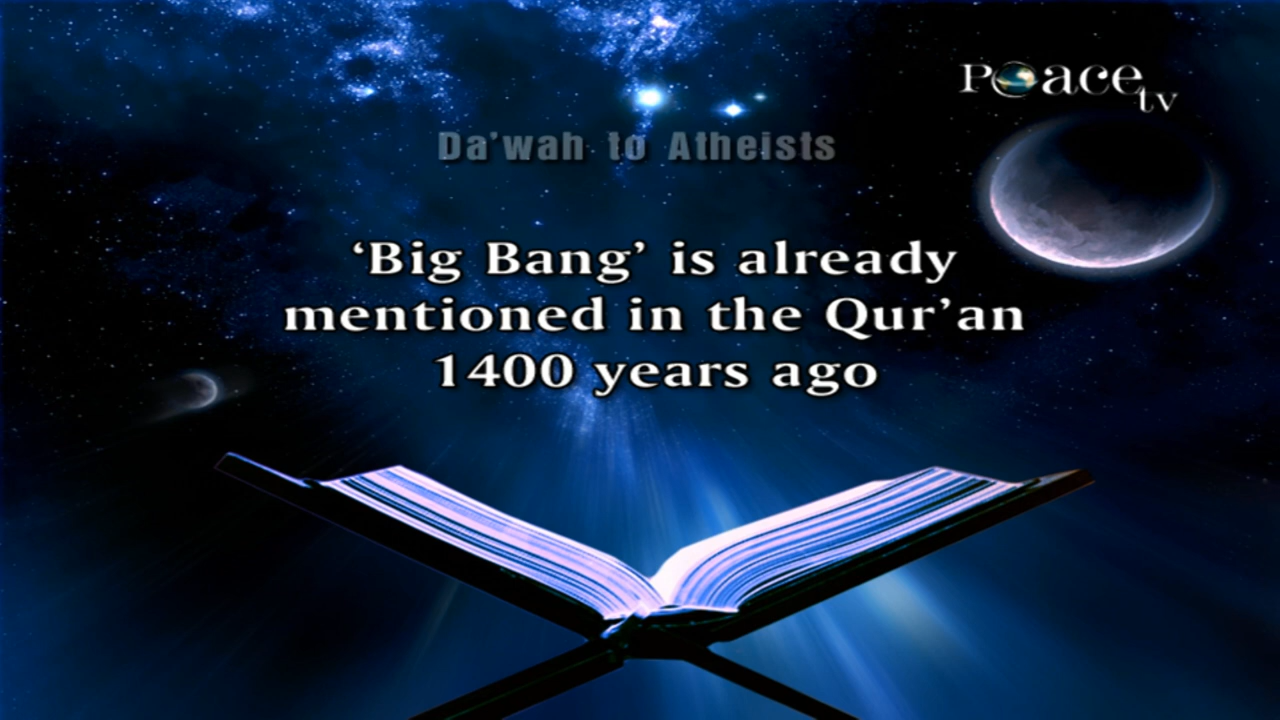 Peace tv
Da'wah to Atheists
‘Big Bang’ is already
mentioned in the Qur’an
1400 years ago